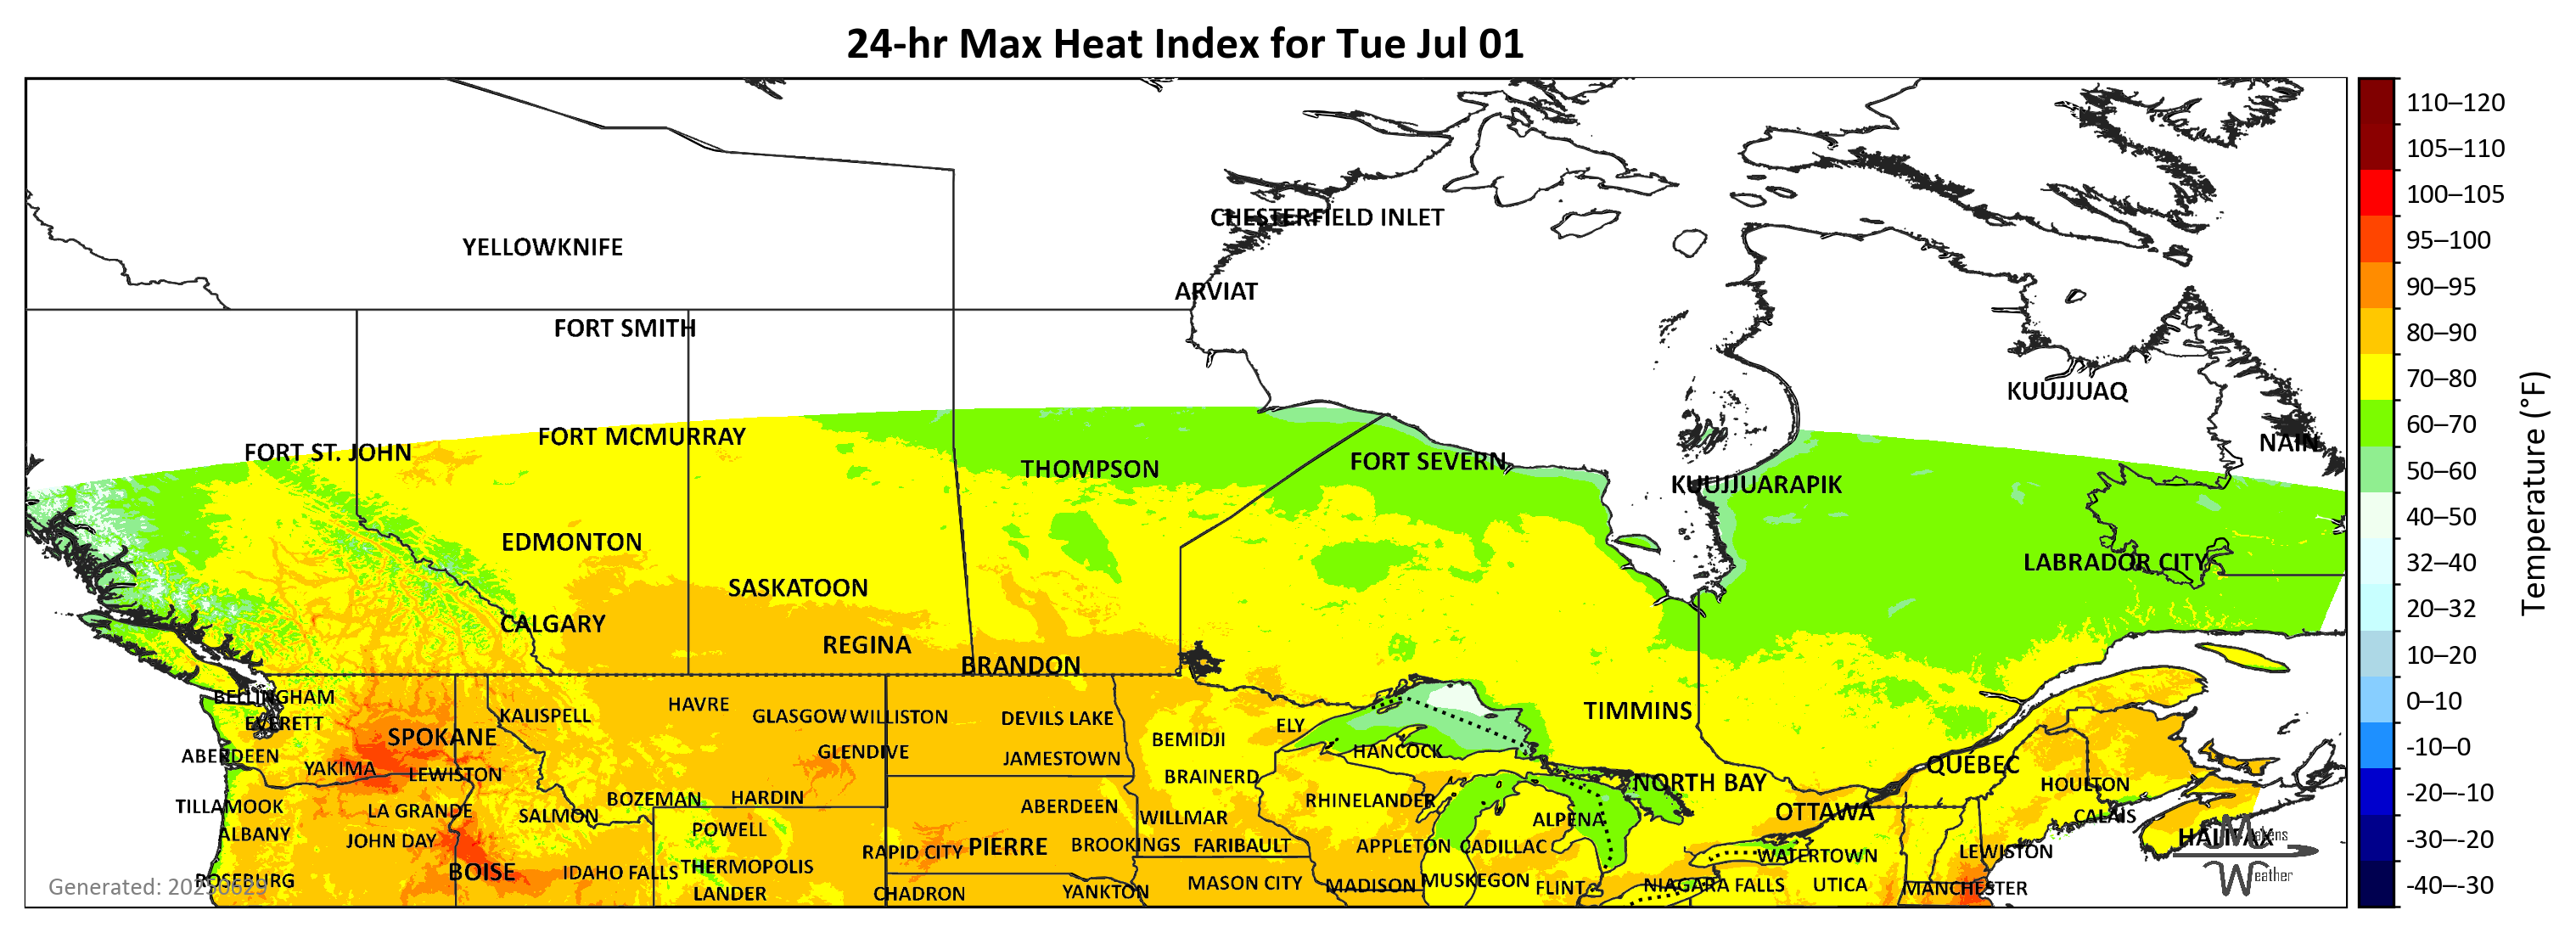 24-hr Max Heat Index for Tue Jul 01
CHESTERFIELD INLET
YELLOWKNIFE
ARVIAT
FORT SMITH
KUUJJUAQ
FORT MCMURRAY
NAIN
FORT ST. JOHN
FORT SEVERN
THOMPSON
KUUJJUARAPIK
EDMONTON
LABRADOR CITY
SASKATOON
CALGARY
REGINA
BRANDON
BELLINGHAM
HAVRE
TIMMINS
KALISPELL
GLASGOW WILLISTON
DEVILS LAKE
EVERETT
ELY
SPOKANE
BEMIDJI
GLENDIVE
HANCOCK
ABERDEEN
JAMESTOWN
QUÉBEC
YAKIMA
LEWISTON
BRAINERD
NORTH BAY
HOULTON
BOZEMAN
HARDIN
RHINELANDER
TILLAMOOK
ABERDEEN
LA GRANDE
OTTAWA
SALMON
WILLMAR
CALAIS
ALPENA
POWELL
ALBANY
HALIFAX
JOHN DAY
BROOKINGS
FARIBAULT
APPLETON
CADILLAC
PIERRE
RAPID CITY
LEWISTON
WATERTOWN
THERMOPOLIS
BOISE
IDAHO FALLS
ROSEBURG
MUSKEGON
MASON CITY
MADISON
NIAGARA FALLS
UTICA
FLINT
MANCHESTER
YANKTON
LANDER
CHADRON
Generated: 20250629
Makens
Weather
110–120
105–110
100–105
95–100
90–95
80–90
70–80
60–70
50–60
40–50
32–40
20–32
10–20
0–10
-10–0
-20–-10
-30–-20
-40–-30
Temperature (°F)